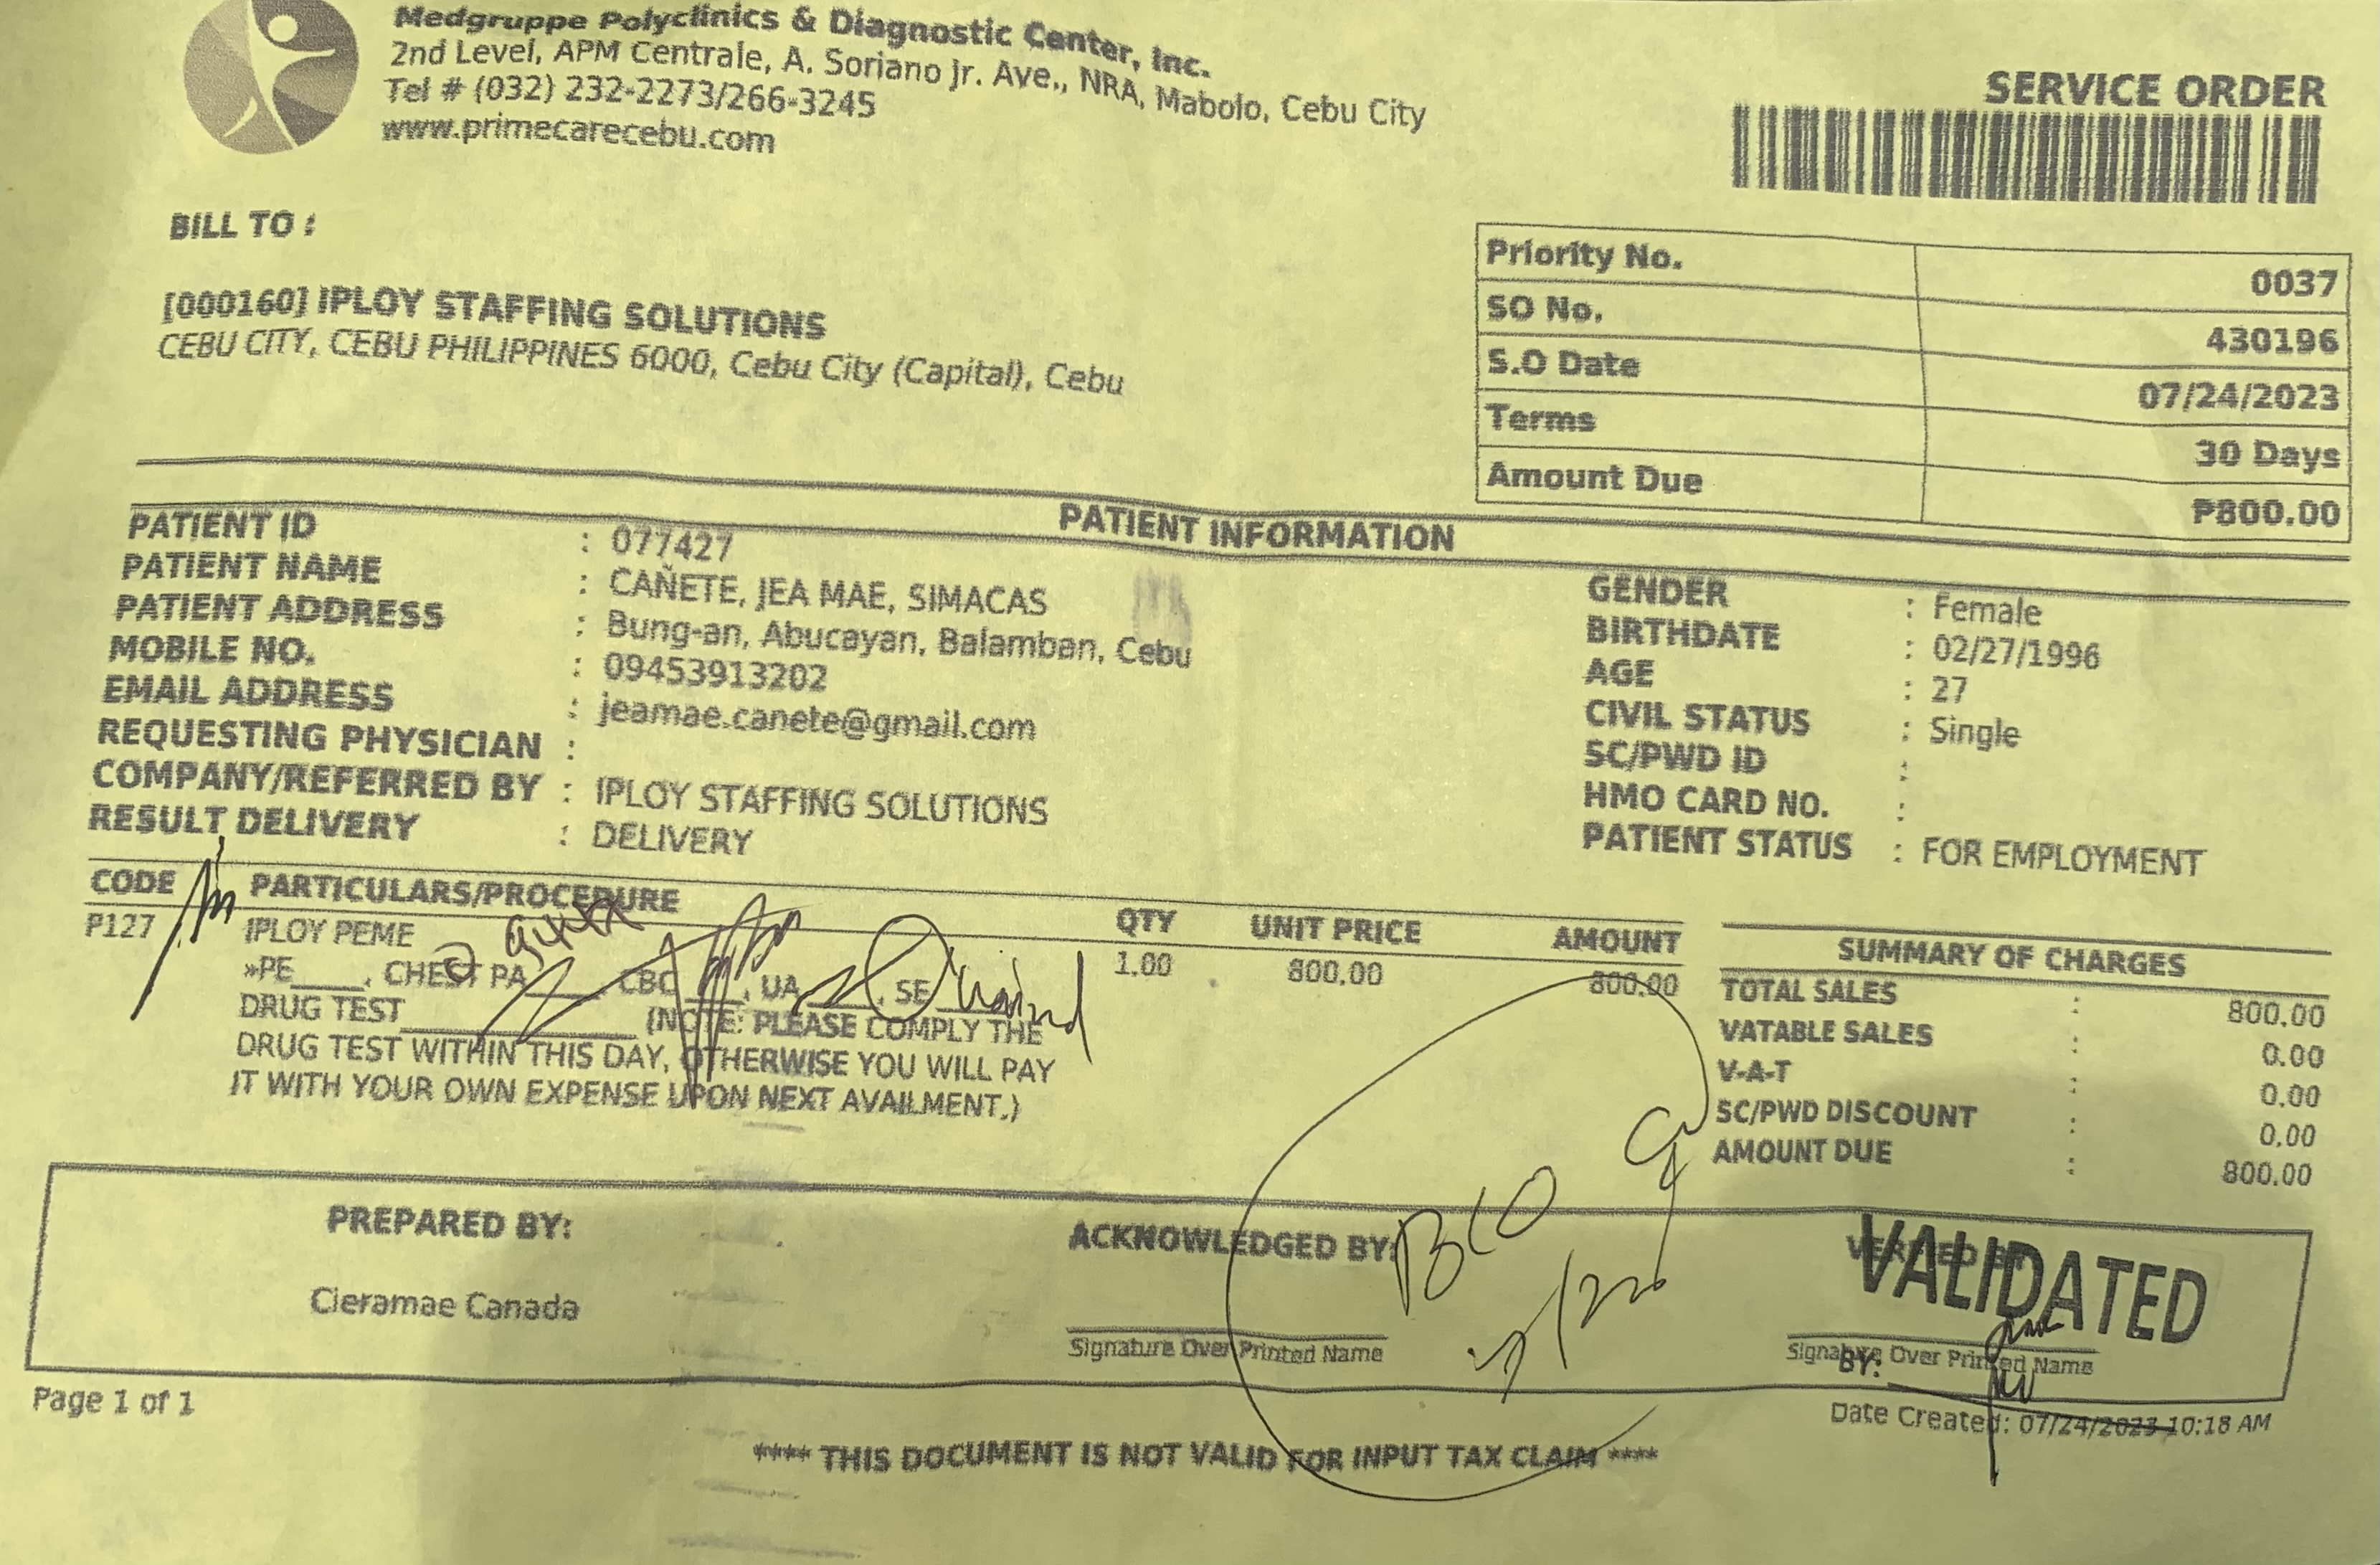 Medgruppe Polyclinics & Diagnostic Center, Inc.
2nd Level, APM Centrale, A. Soriano Jr. Ave., NRA, Mabolo, Cebu City
Tel # (032) 232-2273/266-3245
www.primecarecebu.com
SERVICE ORDER
BILL TO :
[000160] IPLOY STAFFING SOLUTIONS
CEBU CITY, CEBU PHILIPPINES 6000, Cebu City (Capital), Cebu
Priority No. 0037
SO No. 430196
S.O Date 07/24/2023
Terms 30 Days
Amount Due ₱800.00
PATIENT INFORMATION
PATIENT ID : 077427
PATIENT NAME : CAÑETE, JEA MAE, SIMACAS
PATIENT ADDRESS : Bung-an, Abucayan, Balamban, Cebu
MOBILE NO. : 09453913202
EMAIL ADDRESS : jeamae.canete@gmail.com
REQUESTING PHYSICIAN :
COMPANY/REFERRED BY : IPLOY STAFFING SOLUTIONS
RESULT DELIVERY : DELIVERY
GENDER : Female
BIRTHDATE : 02/27/1996
AGE : 27
CIVIL STATUS : Single
SC/PWD ID :
HMO CARD NO. :
PATIENT STATUS : FOR EMPLOYMENT
CODE PARTICULARS/PROCEDURE QTY UNIT PRICE AMOUNT
P127 IPLOY PEME 1.00 800.00 800.00
»PE____, CHEST PA____, CBC____, UA____, SE____,
DRUG TEST____________ (NOTE: PLEASE COMPLY THE
DRUG TEST WITHIN THIS DAY, OTHERWISE YOU WILL PAY
IT WITH YOUR OWN EXPENSE UPON NEXT AVAILMENT.)
SUMMARY OF CHARGES
TOTAL SALES : 800.00
VATABLE SALES : 0.00
V-A-T : 0.00
SC/PWD DISCOUNT : 0.00
AMOUNT DUE : 800.00
PREPARED BY:
Cieramae Canada
ACKNOWLEDGED BY:
Signature Over Printed Name
VERIFIED BY:
VALIDATED
Signature Over Printed Name
BY:
Page 1 of 1
Date Created: 07/24/2023 10:18 AM
**** THIS DOCUMENT IS NOT VALID FOR INPUT TAX CLAIM ****